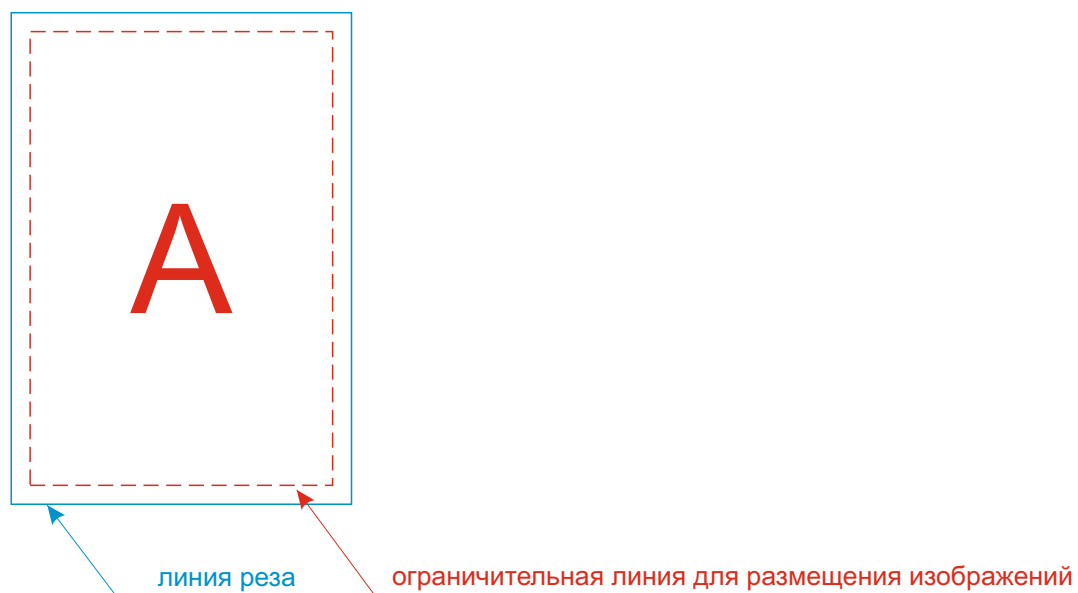 А
линия реза
ограничительная линия для размещения изображений